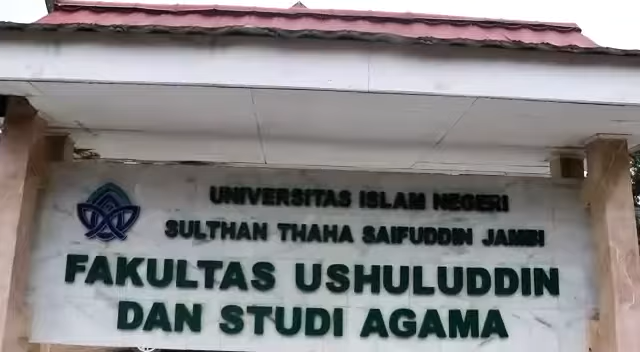 UNIVERSITAS ISLAM NEGERI
SULTHAN THAHA SAIFUDDIN JAMBI
FAKULTAS USHULUDDIN
DAN STUDI AGAMA